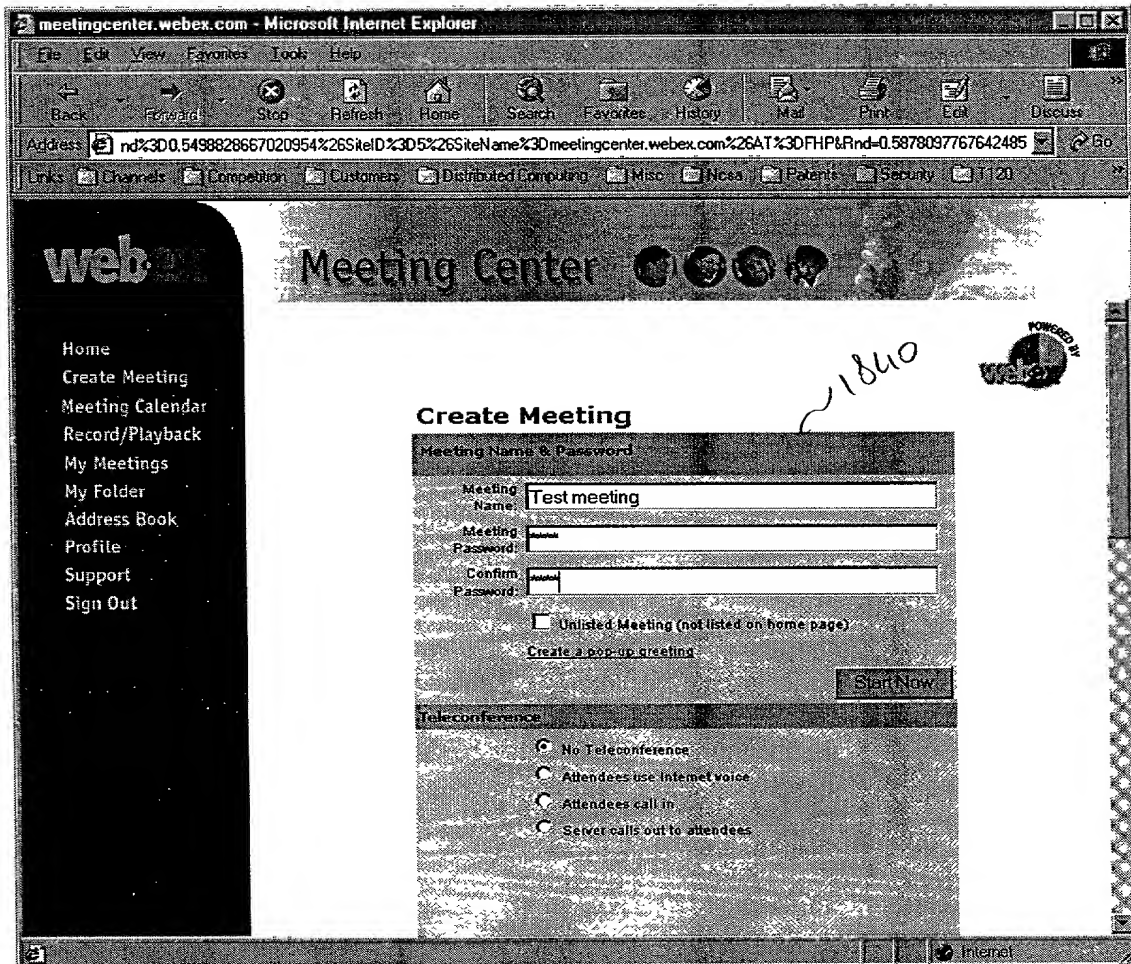 meetingcenter.webex.com - Microsoft Internet Explorer
File Edit View Favorites Tools Help
Back Forward Stop Refresh Home Search Favorites History Mail Print Edit Discuss
Address nd%3D0.5498828667020954%26SiteID%3D5%26SiteName%3Dmeetingcenter.webex.com%26AT%3DFHP&Rnd=0.5878097767642485 Go
Links Channels Competition Customers Distributed Computing Misc Ncsa Patents Security T120
webex Meeting Center
POWERED BY
webex
Home
Create Meeting
Meeting Calendar
Record/Playback
My Meetings
My Folder
Address Book
Profile
Support
Sign Out
1840
Create Meeting
Meeting Name & Password
Meeting Name: Test meeting
Meeting Password: ****
Confirm Password: ****
Unlisted Meeting (not listed on home page)
Create a pop-up greeting
Start Now
Teleconference
No Teleconference
Attendees use Internet voice
Attendees call in
Server calls out to attendees
Internet